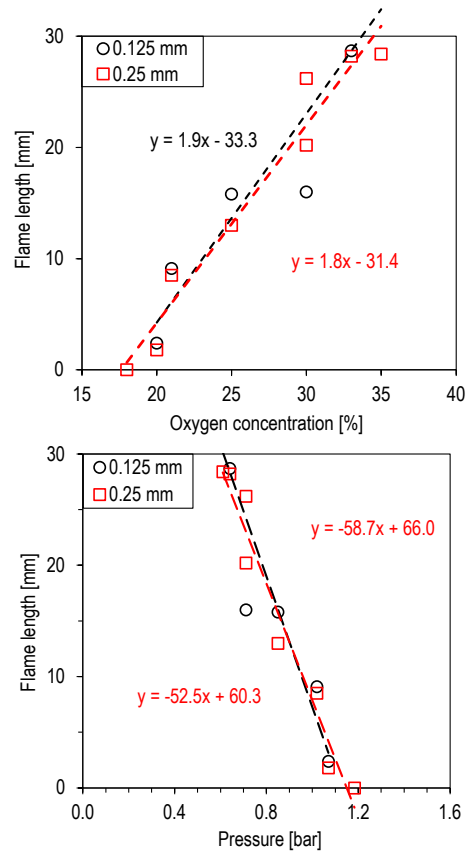 30
20
10
0
Flame length [mm]
0.125 mm
0.25 mm
y = 1.9x - 33.3
y = 1.8x - 31.4
15 20 25 30 35 40
Oxygen concentration [%]
30
20
10
0
Flame length [mm]
0.125 mm
0.25 mm
y = -58.7x + 66.0
y = -52.5x + 60.3
0.0 0.4 0.8 1.2 1.6
Pressure [bar]